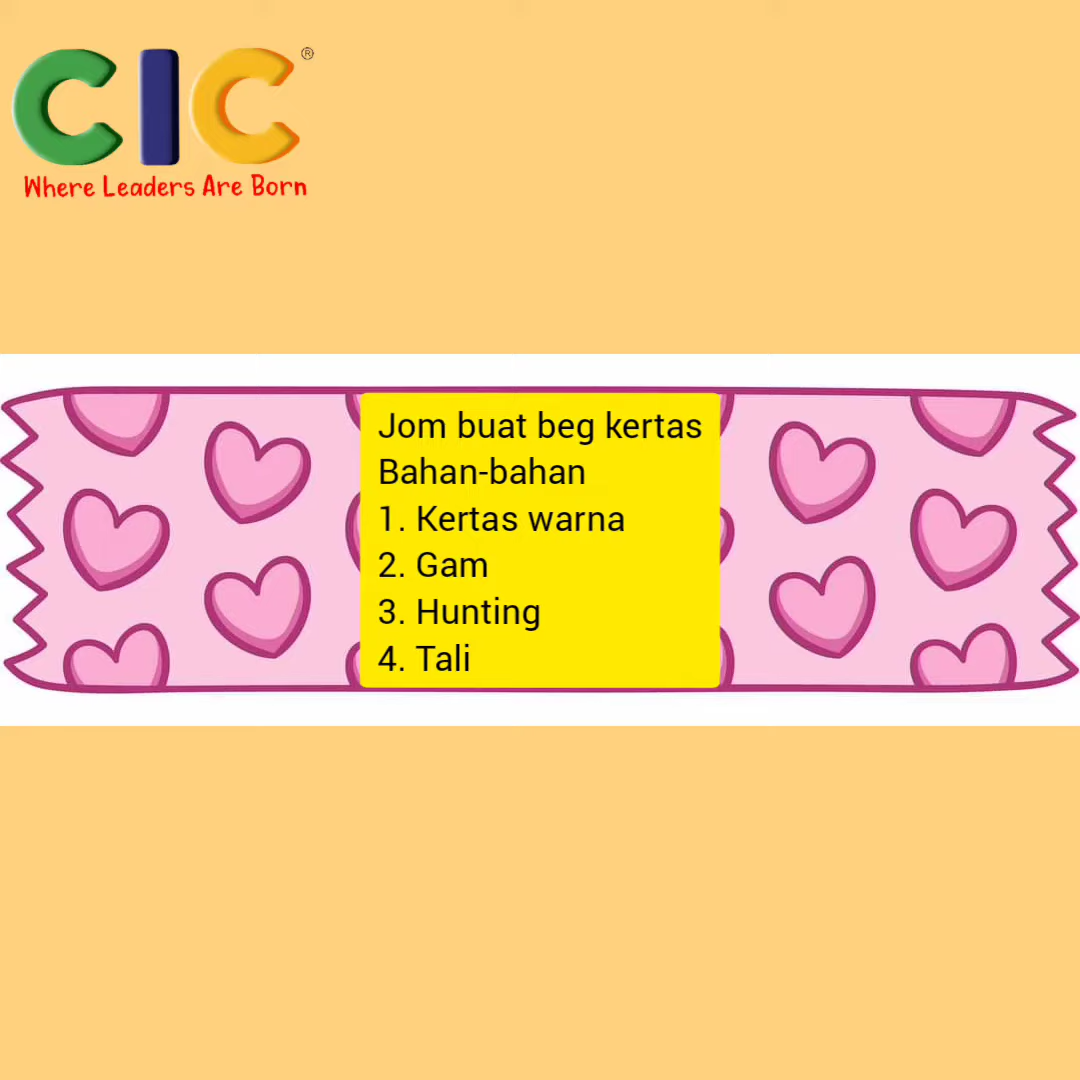 CIC®
Where Leaders Are Born
Jom buat beg kertas
Bahan-bahan
1. Kertas warna
2. Gam
3. Hunting
4. Tali